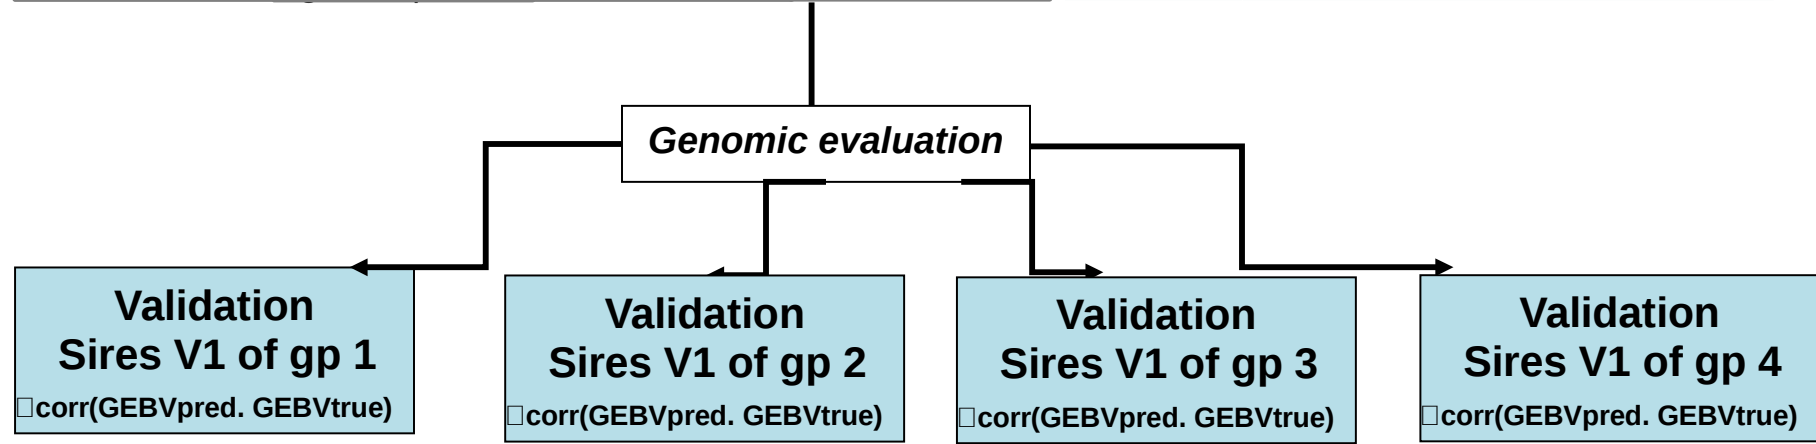 Genomic evaluation
Validation
Sires V1 of gp 1
□corr(GEBVpred. GEBVtrue)
Validation
Sires V1 of gp 2
□corr(GEBVpred. GEBVtrue)
Validation
Sires V1 of gp 3
□corr(GEBVpred. GEBVtrue)
Validation
Sires V1 of gp 4
□corr(GEBVpred. GEBVtrue)